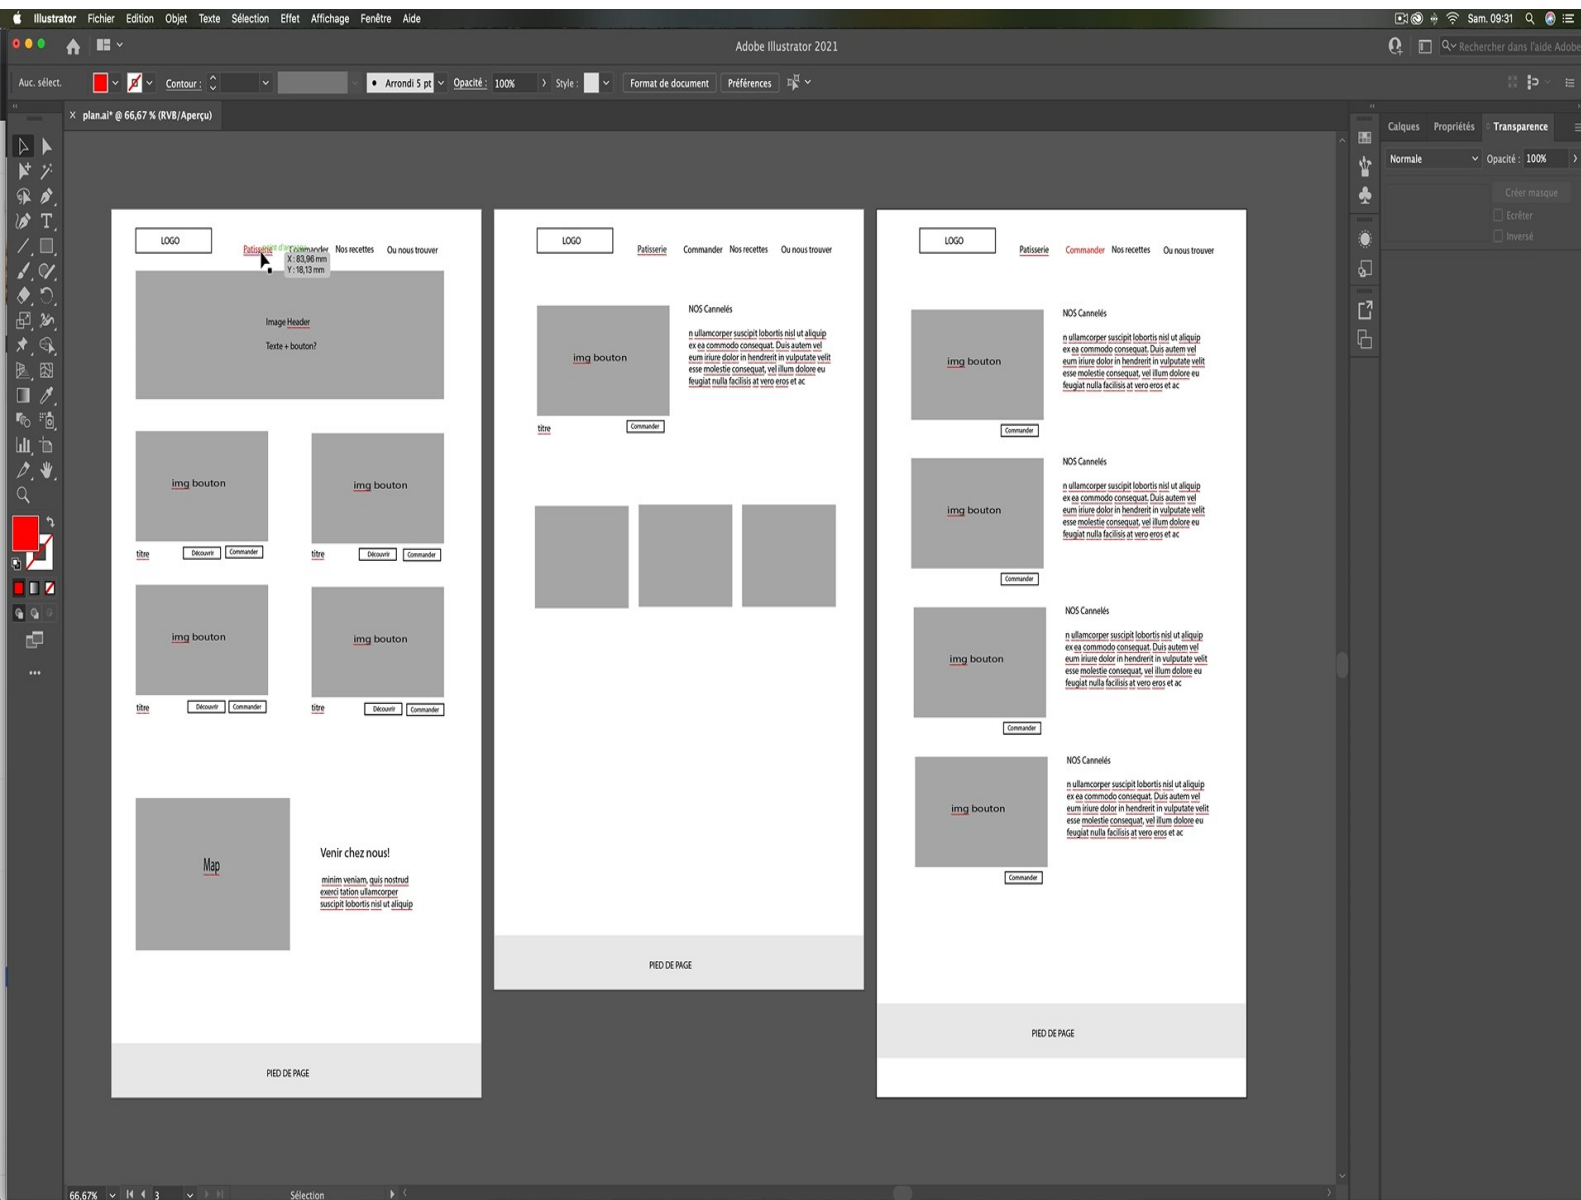 Illustrator Fichier Edition Objet Texte Sélection Effet Affichage Fenêtre Aide
Sam. 09:31
Adobe Illustrator 2021
Rechercher dans l'aide Adobe
Auc. sélect.
Contour :
Arrondi 5 pt
Opacité : 100%
Style :
Format de document
Préférences
× plan.ai* @ 66,67 % (RVB/Aperçu)
Calques Propriétés Transparence
Normale
Opacité : 100%
Créer masque
Ecrêter
Inversé
LOGO
Patisserie Commander Nos recettes Ou nous trouver
X : 83,96 mm
Y : 18,13 mm
Image Header
Texte + bouton?
img bouton
img bouton
titre Découvrir Commander
titre Découvrir Commander
img bouton
img bouton
titre Découvrir Commander
titre Découvrir Commander
Map
Venir chez nous!
minim veniam, quis nostrud
exerci tation ullamcorper
suscipit lobortis nisl ut aliquip
PIED DE PAGE
LOGO
Patisserie Commander Nos recettes Ou nous trouver
img bouton
titre
Commander
NOS Cannelés
n ullamcorper suscipit lobortis nisl ut aliquip
ex ea commodo consequat. Duis autem vel
eum iriure dolor in hendrerit in vulputate velit
esse molestie consequat, vel illum dolore eu
feugiat nulla facilisis at vero eros et ac
PIED DE PAGE
LOGO
Patisserie Commander Nos recettes Ou nous trouver
img bouton
Commander
NOS Cannelés
n ullamcorper suscipit lobortis nisl ut aliquip
ex ea commodo consequat. Duis autem vel
eum iriure dolor in hendrerit in vulputate velit
esse molestie consequat, vel illum dolore eu
feugiat nulla facilisis at vero eros et ac
img bouton
Commander
NOS Cannelés
n ullamcorper suscipit lobortis nisl ut aliquip
ex ea commodo consequat. Duis autem vel
eum iriure dolor in hendrerit in vulputate velit
esse molestie consequat, vel illum dolore eu
feugiat nulla facilisis at vero eros et ac
img bouton
Commander
NOS Cannelés
n ullamcorper suscipit lobortis nisl ut aliquip
ex ea commodo consequat. Duis autem vel
eum iriure dolor in hendrerit in vulputate velit
esse molestie consequat, vel illum dolore eu
feugiat nulla facilisis at vero eros et ac
img bouton
Commander
NOS Cannelés
n ullamcorper suscipit lobortis nisl ut aliquip
ex ea commodo consequat. Duis autem vel
eum iriure dolor in hendrerit in vulputate velit
esse molestie consequat, vel illum dolore eu
feugiat nulla facilisis at vero eros et ac
PIED DE PAGE
66,67% 3 Sélection